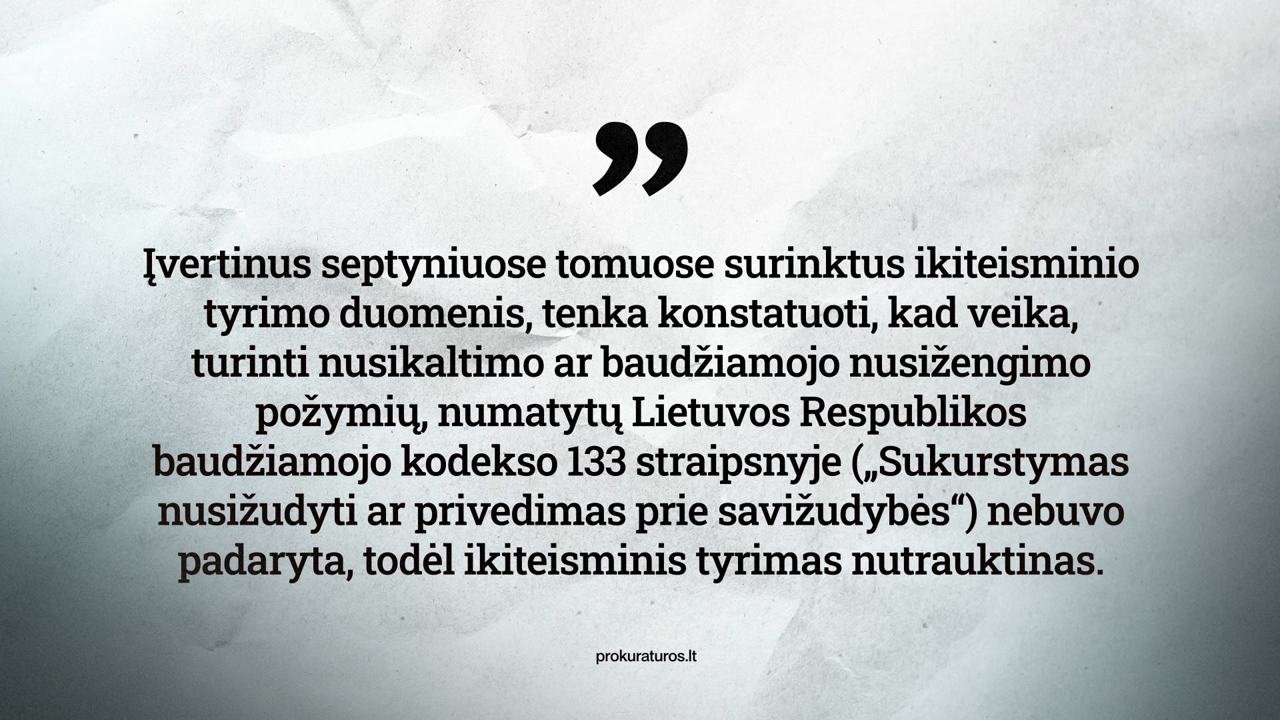 ”
Įvertinus septyniuose tomuose surinktus ikiteisminio
tyrimo duomenis, tenka konstatuoti, kad veika,
turinti nusikaltimo ar baudžiamojo nusižengimo
požymių, numatytų Lietuvos Respublikos
baudžiamojo kodekso 133 straipsnyje („Sukurstymas
nusižudyti ar privedimas prie savižudybės“) nebuvo
padaryta, todėl ikiteisminis tyrimas nutrauktinas.
prokuraturos.lt